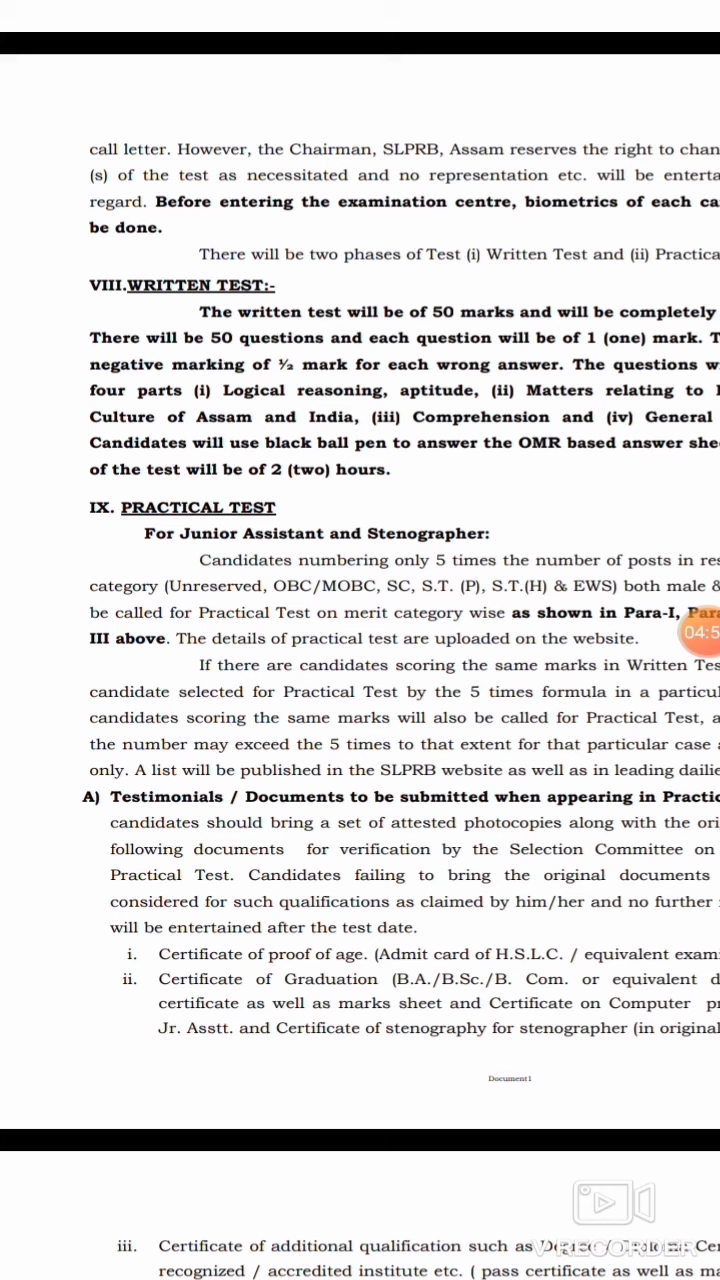 call letter. However, the Chairman, SLPRB, Assam reserves the right to chan
(s) of the test as necessitated and no representation etc. will be enterta
regard. Before entering the examination centre, biometrics of each ca
be done.
There will be two phases of Test (i) Written Test and (ii) Practica
VIII.WRITTEN TEST:-
The written test will be of 50 marks and will be completely
There will be 50 questions and each question will be of 1 (one) mark. T
negative marking of ½ mark for each wrong answer. The questions w
four parts (i) Logical reasoning, aptitude, (ii) Matters relating to
Culture of Assam and India, (iii) Comprehension and (iv) General
Candidates will use black ball pen to answer the OMR based answer she
of the test will be of 2 (two) hours.
IX. PRACTICAL TEST
For Junior Assistant and Stenographer:
Candidates numbering only 5 times the number of posts in res
category (Unreserved, OBC/MOBC, SC, S.T. (P), S.T.(H) & EWS) both male &
be called for Practical Test on merit category wise as shown in Para-I, Par
III above. The details of practical test are uploaded on the website.
04:5
If there are candidates scoring the same marks in Written Tes
candidate selected for Practical Test by the 5 times formula in a particul
candidates scoring the same marks will also be called for Practical Test, a
the number may exceed the 5 times to that extent for that particular case
only. A list will be published in the SLPRB website as well as in leading dailie
A) Testimonials / Documents to be submitted when appearing in Practic
candidates should bring a set of attested photocopies along with the ori
following documents for verification by the Selection Committee on
Practical Test. Candidates failing to bring the original documents
considered for such qualifications as claimed by him/her and no further
will be entertained after the test date.
i. Certificate of proof of age. (Admit card of H.S.L.C. / equivalent exam
ii. Certificate of Graduation (B.A./B.Sc./B. Com. or equivalent d
certificate as well as marks sheet and Certificate on Computer pr
Jr. Asstt. and Certificate of stenography for stenographer (in original
Document1
iii. Certificate of additional qualification such as Degree / Diploma Cer
V RECORDER
recognized / accredited institute etc. ( pass certificate as well as ma